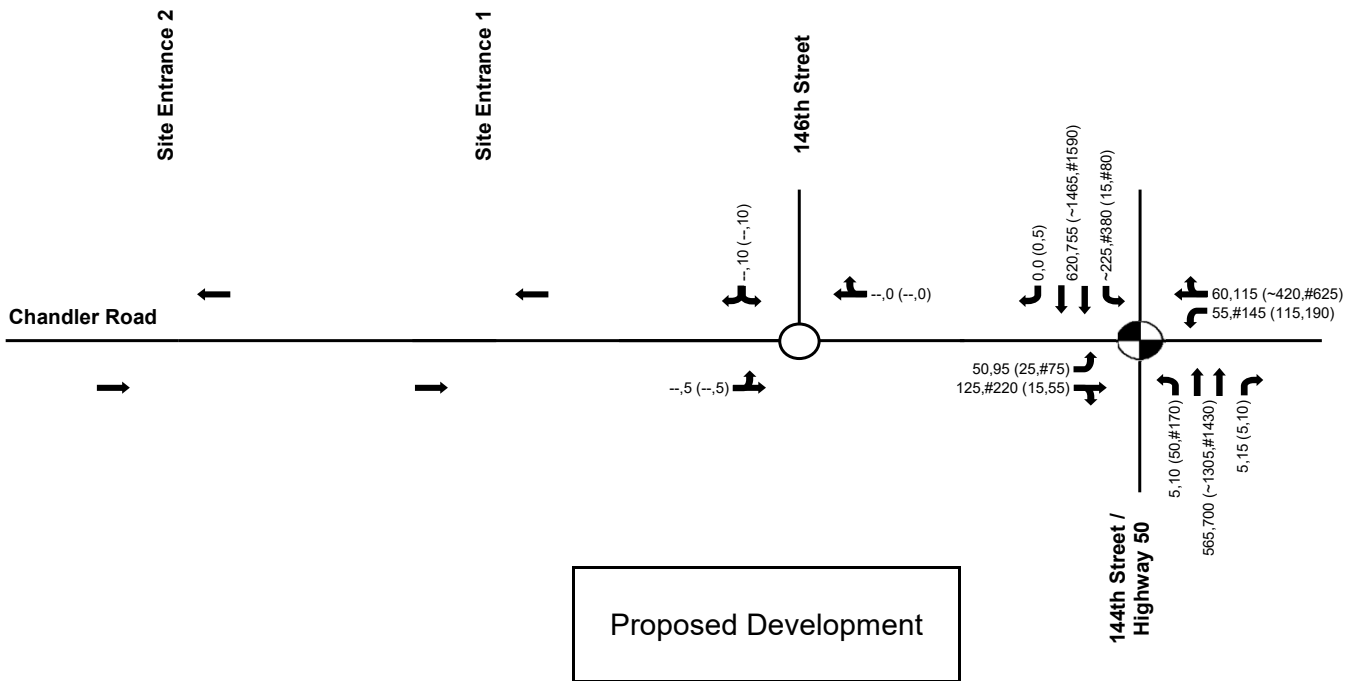 Site Entrance 2
Site Entrance 1
146th Street
--,10 (--,10)
0,0 (0,5)
620,755 (~1465,#1590)
~225,#380 (15,#80)
--,0 (--,0)
60,115 (~420,#625)
55,#145 (115,190)
Chandler Road
--,5 (--,5)
50,95 (25,#75)
125,#220 (15,55)
5,10 (50,#170)
565,700 (~1305,#1430)
5,15 (5,10)
144th Street /
Highway 50
Proposed Development